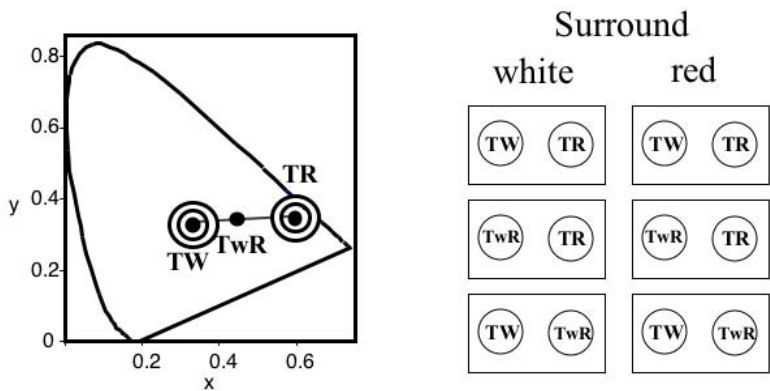 0.8
0.6
0.4
0.2
0
y
0.2
0.4
0.6
x
TR
TwR
TW
Surround
white red
TW TR TW TR
TwR TR TwR TR
TW TwR TW TwR